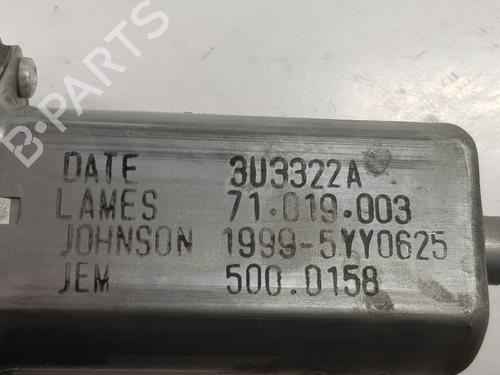 B-PARTS
DATE 3U3322A
LAMES 71.019.003
JOHNSON 1999-5YY0625
JEM 500.0158